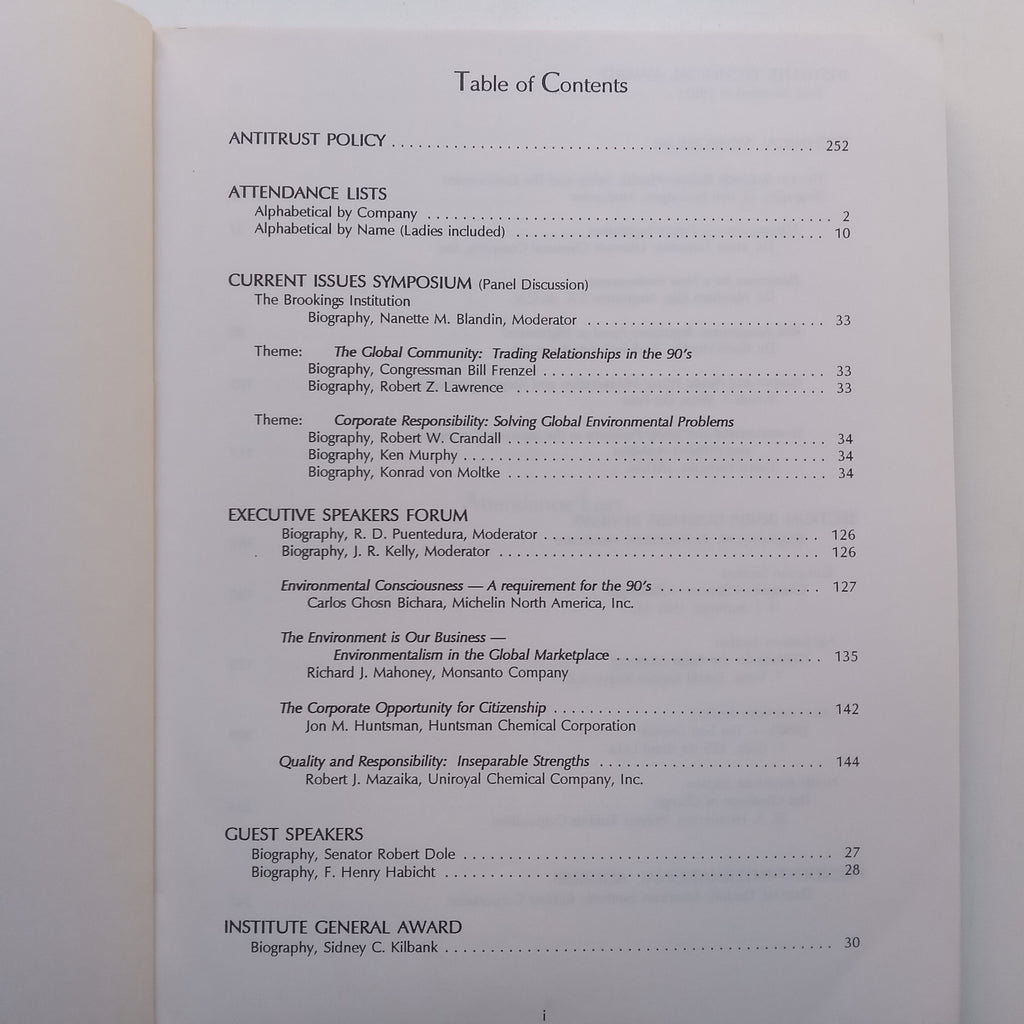 Table of Contents
ANTITRUST POLICY . . . . . . . . . . . . . . . . . . . . . . . . . . . . . . . . . . . . . . . . . . . . . . . . 252
ATTENDANCE LISTS
Alphabetical by Company . . . . . . . . . . . . . . . . . . . . . . . . . . . . . . . . . . . . . . . . . . . . . . 2
Alphabetical by Name (Ladies included) . . . . . . . . . . . . . . . . . . . . . . . . . . . . . . . . . . . 10
CURRENT ISSUES SYMPOSIUM (Panel Discussion)
The Brookings Institution
Biography, Nanette M. Blandin, Moderator . . . . . . . . . . . . . . . . . . . . . . . . . . . 33
Theme: The Global Community: Trading Relationships in the 90's
Biography, Congressman Bill Frenzel . . . . . . . . . . . . . . . . . . . . . . . . . . . . . . . . 33
Biography, Robert Z. Lawrence . . . . . . . . . . . . . . . . . . . . . . . . . . . . . . . . . . . 33
Theme: Corporate Responsibility: Solving Global Environmental Problems
Biography, Robert W. Crandall . . . . . . . . . . . . . . . . . . . . . . . . . . . . . . . . . . . . 34
Biography, Ken Murphy . . . . . . . . . . . . . . . . . . . . . . . . . . . . . . . . . . . . . . . . . 34
Biography, Konrad von Moltke . . . . . . . . . . . . . . . . . . . . . . . . . . . . . . . . . . . . 34
EXECUTIVE SPEAKERS FORUM
Biography, R. D. Puentedura, Moderator . . . . . . . . . . . . . . . . . . . . . . . . . . . . . . . 126
Biography, J. R. Kelly, Moderator . . . . . . . . . . . . . . . . . . . . . . . . . . . . . . . . . . . . 126
Environmental Consciousness — A requirement for the 90's . . . . . . . . . . . . . . . . . . 127
Carlos Ghosn Bichara, Michelin North America, Inc.
The Environment is Our Business —
Environmentalism in the Global Marketplace . . . . . . . . . . . . . . . . . . . . . . . 135
Richard J. Mahoney, Monsanto Company
The Corporate Opportunity for Citizenship . . . . . . . . . . . . . . . . . . . . . . . . . . . . . . 142
Jon M. Huntsman, Huntsman Chemical Corporation
Quality and Responsibility: Inseparable Strengths . . . . . . . . . . . . . . . . . . . . . . . . . 144
Robert J. Mazaika, Uniroyal Chemical Company, Inc.
GUEST SPEAKERS
Biography, Senator Robert Dole . . . . . . . . . . . . . . . . . . . . . . . . . . . . . . . . . . . . . . . . . 27
Biography, F. Henry Habicht . . . . . . . . . . . . . . . . . . . . . . . . . . . . . . . . . . . . . . . . . . . 28
INSTITUTE GENERAL AWARD
Biography, Sidney C. Kilbank . . . . . . . . . . . . . . . . . . . . . . . . . . . . . . . . . . . . . . . . . . . 30
i